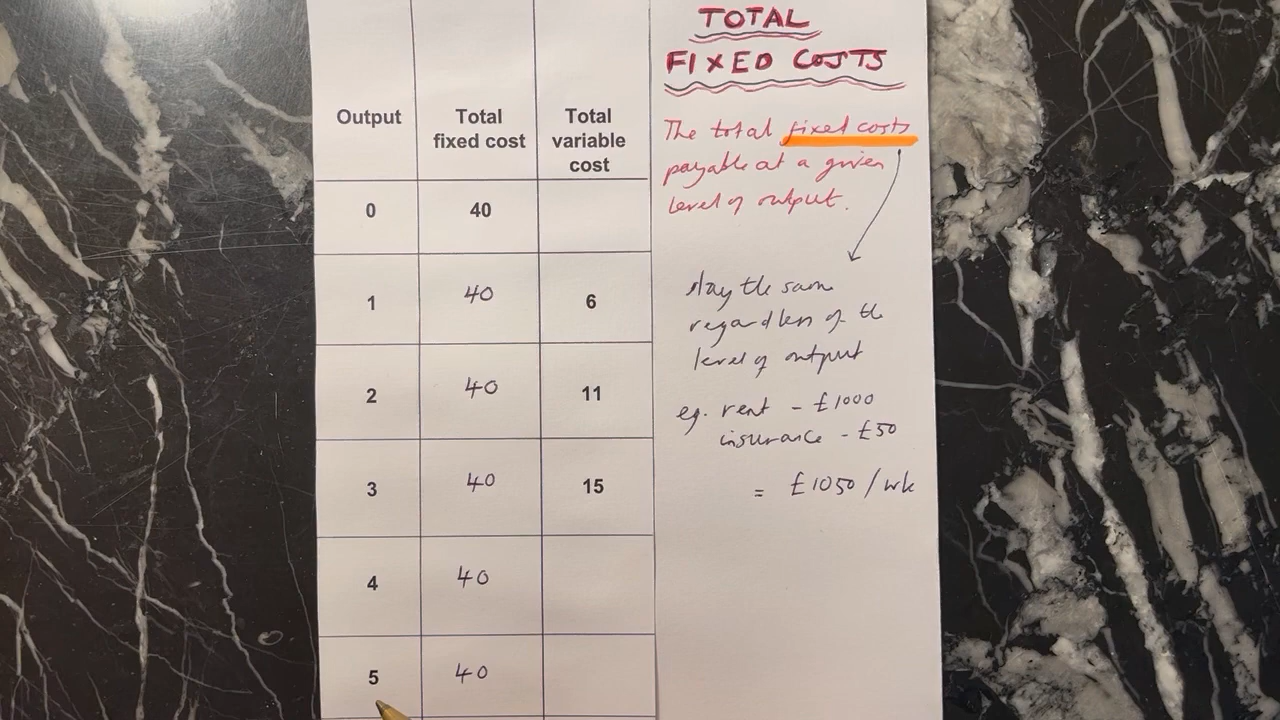 Output
Total
fixed cost
Total
variable
cost
0 40
1 40 6
2 40 11
3 40 15
4 40
5 40
TOTAL
FIXED COSTS
The total fixed costs
payable at a given
level of output.
stay the same
regardless of the
level of output
eg. rent - £1000
insurance - £50
= £1050 / wk